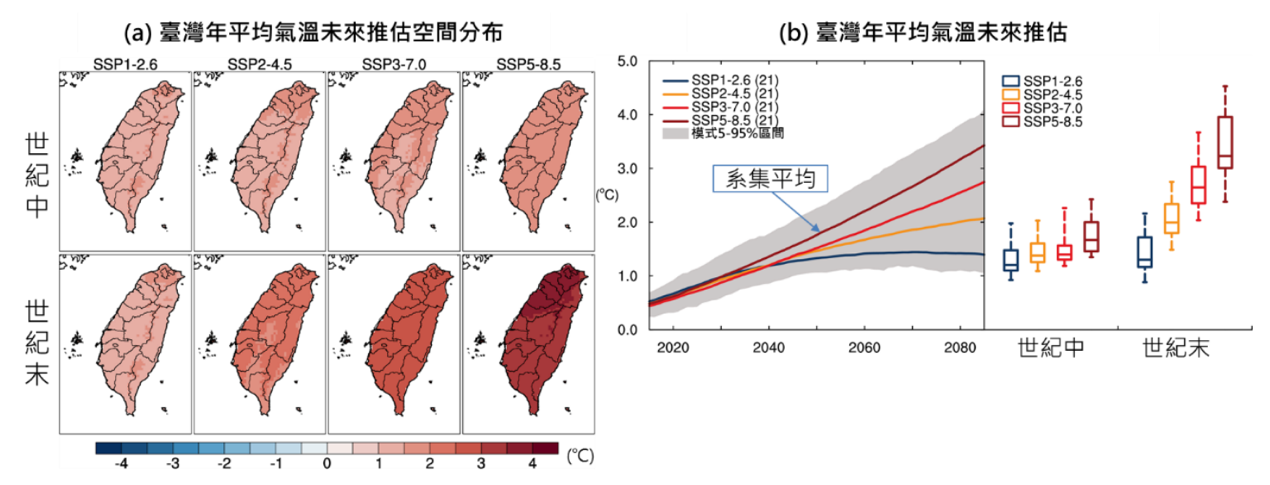 (a) 臺灣年平均氣溫未來推估空間分布
SSP1-2.6 SSP2-4.5 SSP3-7.0 SSP5-8.5
世紀中
世紀末
-4 -3 -2 -1 0 1 2 3 4 (°C)
(b) 臺灣年平均氣溫未來推估
(°C)
5.0
4.0
3.0
2.0
1.0
0.0
SSP1-2.6 (21)
SSP2-4.5 (21)
SSP3-7.0 (21)
SSP5-8.5 (21)
模式5-95%區間
系集平均
2020 2040 2060 2080
SSP1-2.6
SSP2-4.5
SSP3-7.0
SSP5-8.5
世紀中 世紀末